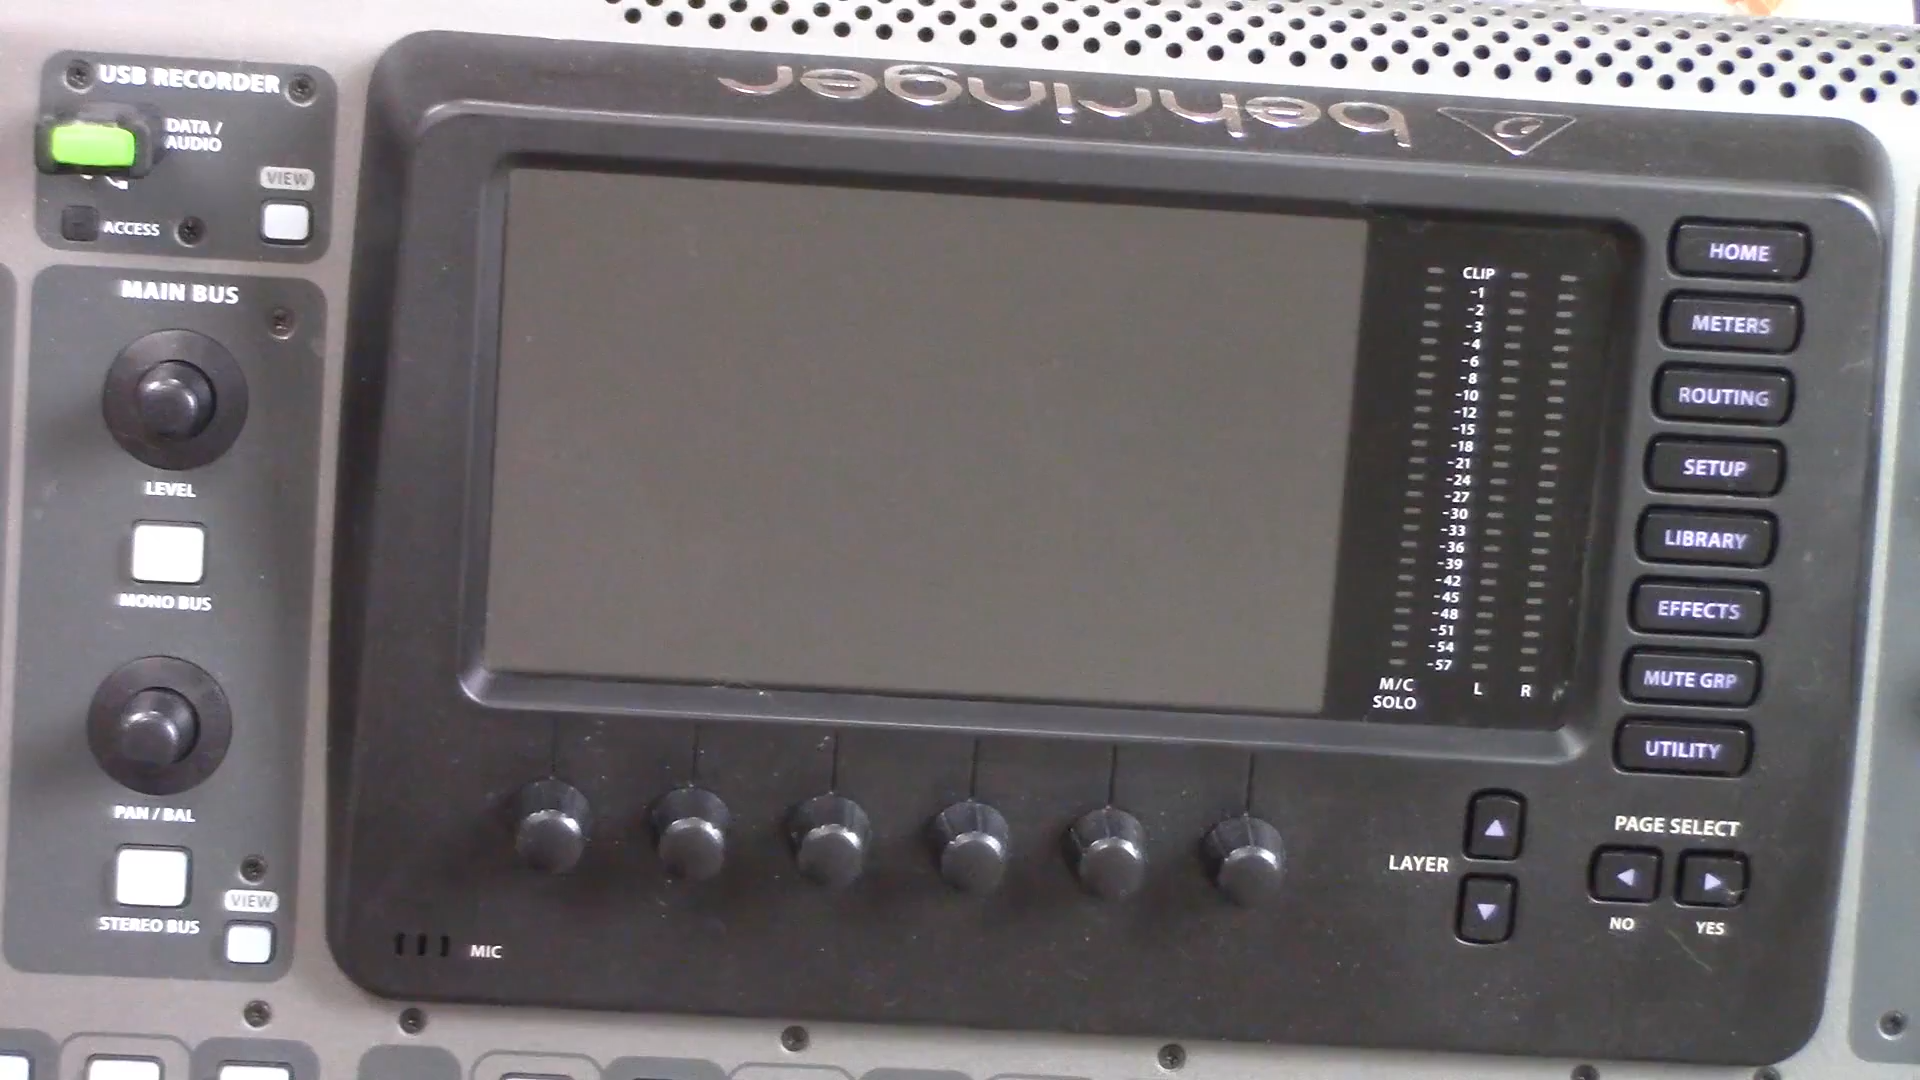 USB RECORDER
DATA /
AUDIO
VIEW
ACCESS
MAIN BUS
LEVEL
MONO BUS
PAN / BAL
STEREO BUS
VIEW
behringer
CLIP
-1
-2
-3
-4
-6
-8
-10
-12
-15
-18
-21
-24
-27
-30
-33
-36
-39
-42
-45
-48
-51
-54
-57
M/C
SOLO
L
R
HOME
METERS
ROUTING
SETUP
LIBRARY
EFFECTS
MUTE GRP
UTILITY
LAYER
PAGE SELECT
NO
YES
MIC